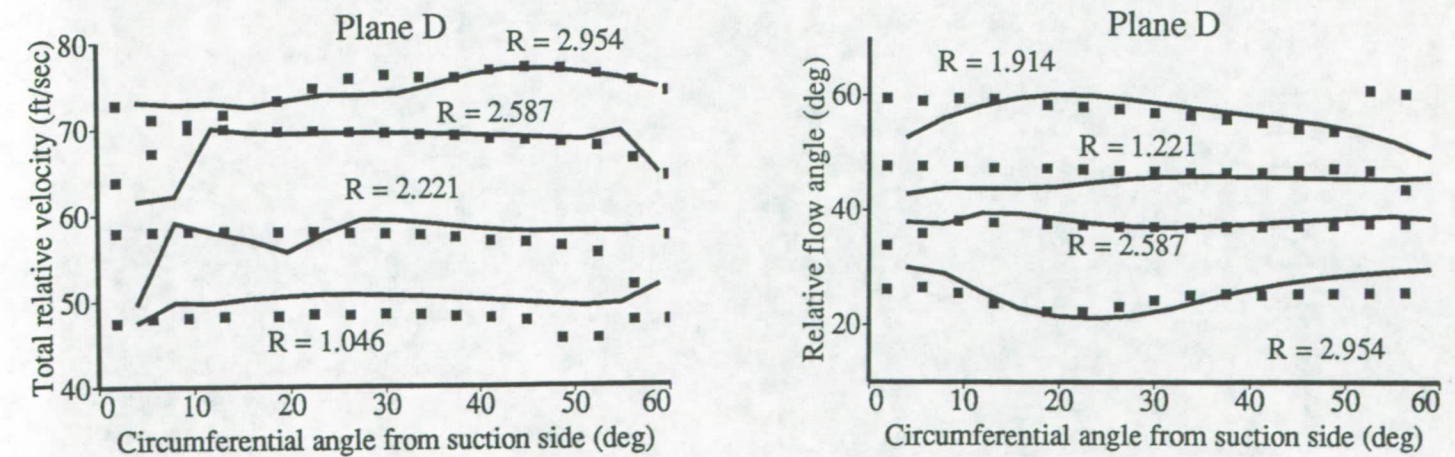 Plane D
R = 2.954
R = 2.587
R = 2.221
R = 1.046
80
70
60
50
40
0 10 20 30 40 50 60
Total relative velocity (ft/sec)
Circumferential angle from suction side (deg)
Plane D
R = 1.914
R = 1.221
R = 2.587
R = 2.954
60
40
20
0 10 20 30 40 50 60
Relative flow angle (deg)
Circumferential angle from suction side (deg)